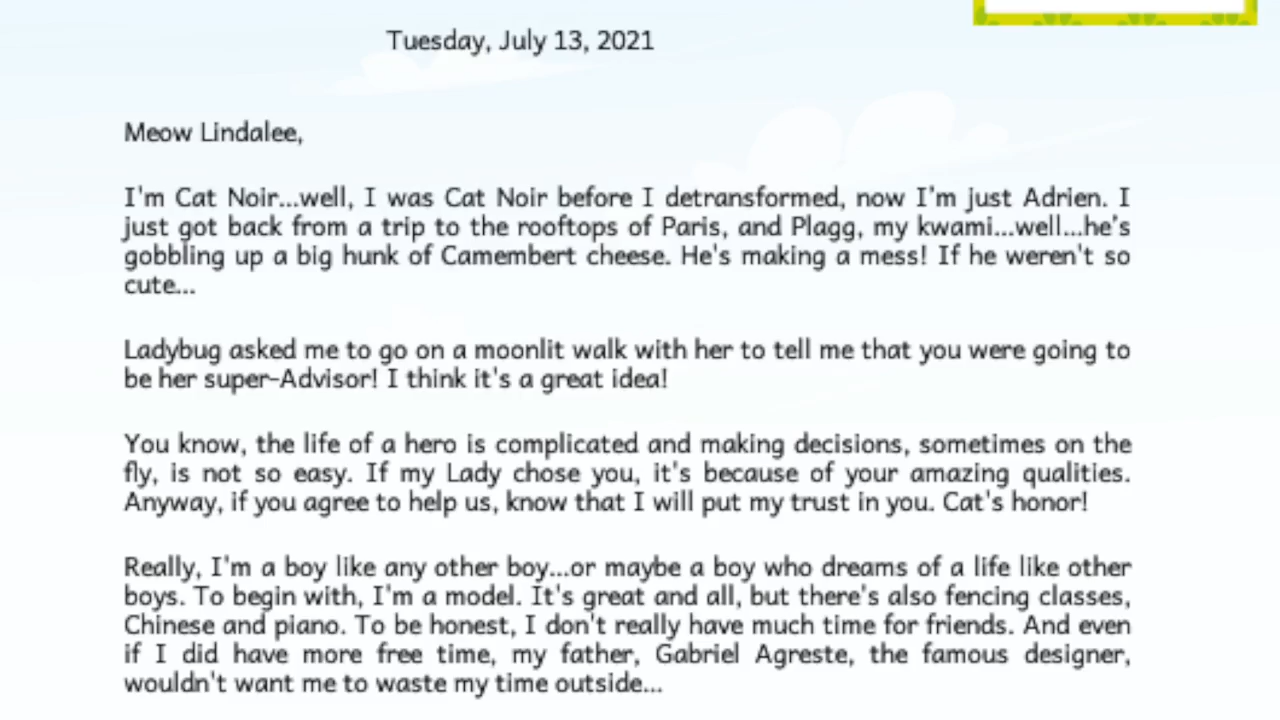 Tuesday, July 13, 2021
Meow Lindalee,
I'm Cat Noir...well, I was Cat Noir before I detransformed, now I'm just Adrien. I
just got back from a trip to the rooftops of Paris, and Plagg, my kwami...well...he's
gobbling up a big hunk of Camembert cheese. He's making a mess! If he weren't so
cute...
Ladybug asked me to go on a moonlit walk with her to tell me that you were going to
be her super-Advisor! I think it's a great idea!
You know, the life of a hero is complicated and making decisions, sometimes on the
fly, is not so easy. If my Lady chose you, it's because of your amazing qualities.
Anyway, if you agree to help us, know that I will put my trust in you. Cat's honor!
Really, I'm a boy like any other boy...or maybe a boy who dreams of a life like other
boys. To begin with, I'm a model. It's great and all, but there's also fencing classes,
Chinese and piano. To be honest, I don't really have much time for friends. And even
if I did have more free time, my father, Gabriel Agreste, the famous designer,
wouldn't want me to waste my time outside...